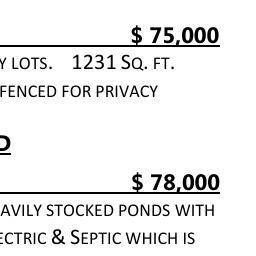 $ 75,000
Y LOTS. 1231 SQ. FT.
FENCED FOR PRIVACY
D
$ 78,000
AVILY STOCKED PONDS WITH
ECTRIC & SEPTIC WHICH IS